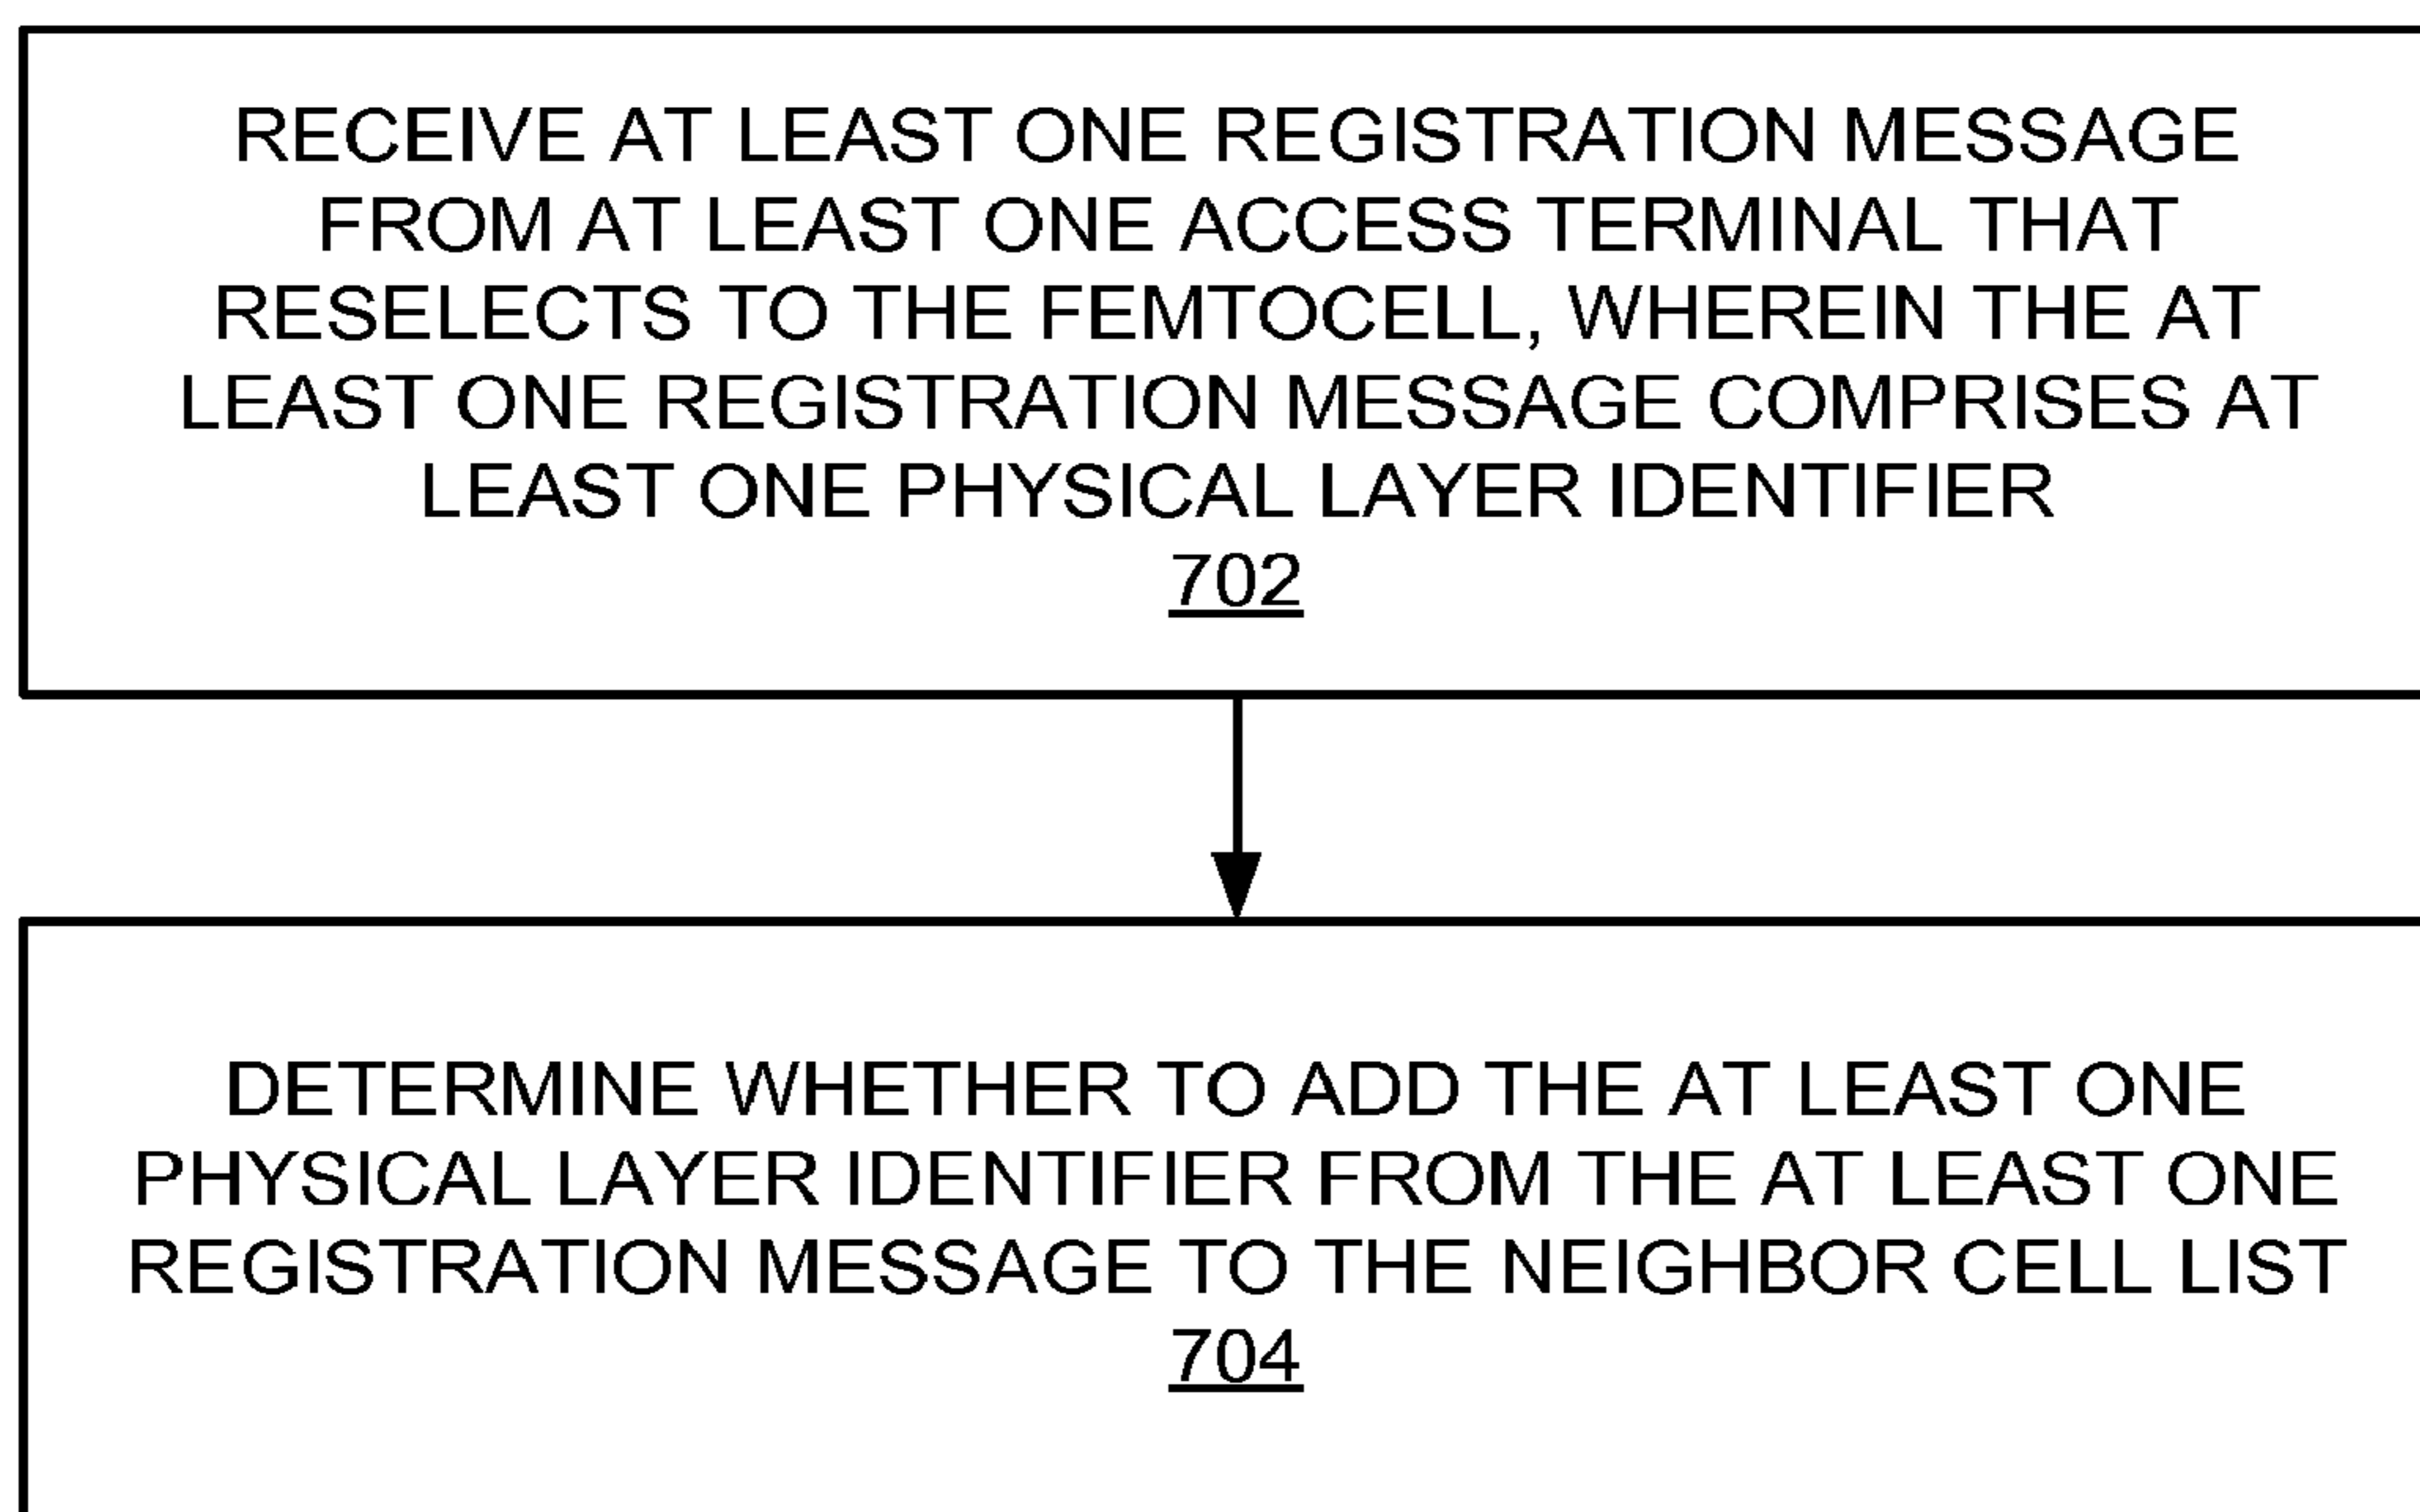 RECEIVE AT LEAST ONE REGISTRATION MESSAGE
FROM AT LEAST ONE ACCESS TERMINAL THAT
RESELECTS TO THE FEMTOCELL, WHEREIN THE AT
LEAST ONE REGISTRATION MESSAGE COMPRISES AT
LEAST ONE PHYSICAL LAYER IDENTIFIER
702
DETERMINE WHETHER TO ADD THE AT LEAST ONE
PHYSICAL LAYER IDENTIFIER FROM THE AT LEAST ONE
REGISTRATION MESSAGE TO THE NEIGHBOR CELL LIST
704